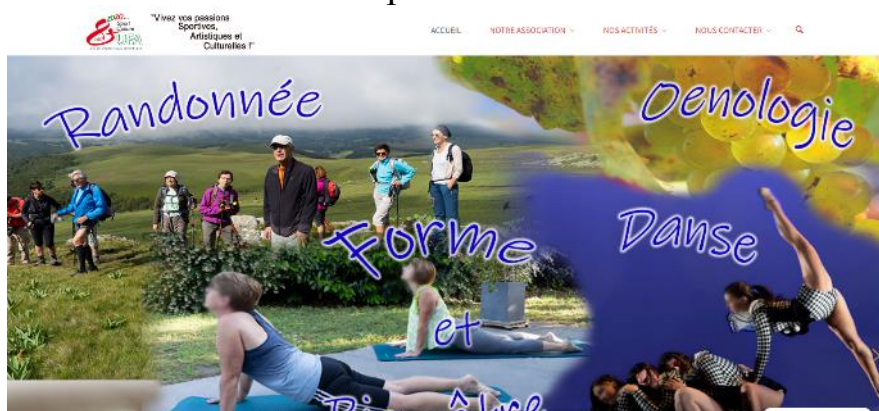 "Vivez vos passions
Sportives,
Artistiques et
Culturelles !"
ACCUEIL
NOTRE ASSOCIATION
NOS ACTIVITÉS
NOUS CONTACTER
Randonnée
Oenologie
Forme
Danse
et